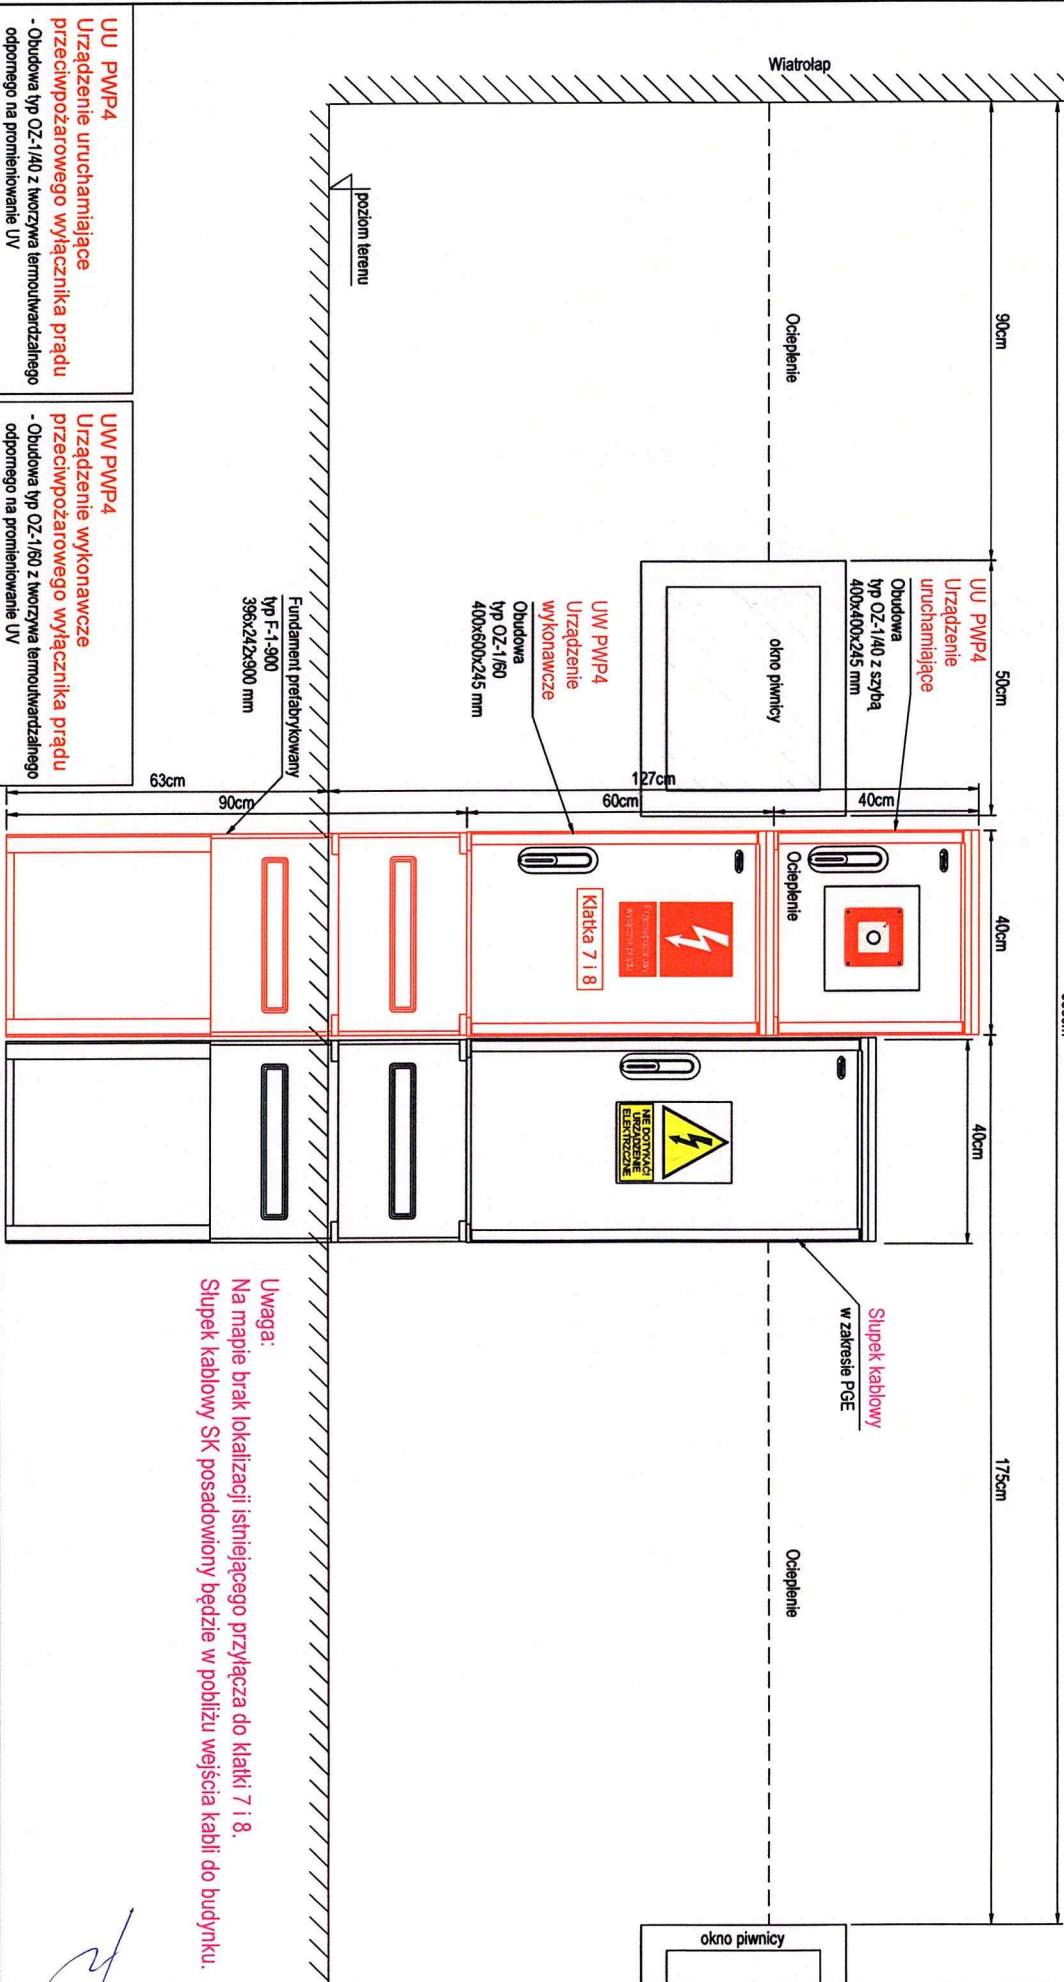 Wiatrołap
90cm
50cm
40cm
175cm
40cm
Ocieplenie
poziom terenu
okno piwnicy
UU PWP4
Urządzenie
uruchamiające
Obudowa
typ OZ-1/40 z szybą
400x400x245 mm
UW PWP4
Urządzenie
wykonawcze
Obudowa
typ OZ-1/60
400x600x245 mm
Fundament prefabrykowany
typ F-1-900
396x242x900 mm
40cm
127cm
60cm
90cm
63cm
Ocieplenie
Przeciwpożarowy
wyłącznik prądu
Klatka 7 i 8
NIE DOTYKAĆ!
URZĄDZENIE
ELEKTRYCZNE
Słupek kablowy
w zakresie PGE
Ocieplenie
okno piwnicy
Uwaga:
Na mapie brak lokalizacji istniejącego przyłącza do klatki 7 i 8.
Słupek kablowy SK posadowiony będzie w pobliżu wejścia kabli do budynku.
UU PWP4
Urządzenie uruchamiające
przeciwpożarowego wyłącznika prądu
- Obudowa typ OZ-1/40 z tworzywa termoutwardzalnego
odpornego na promieniowanie UV
UW PWP4
Urządzenie wykonawcze
przeciwpożarowego wyłącznika prądu
- Obudowa typ OZ-1/60 z tworzywa termoutwardzalnego
odpornego na promieniowanie UV